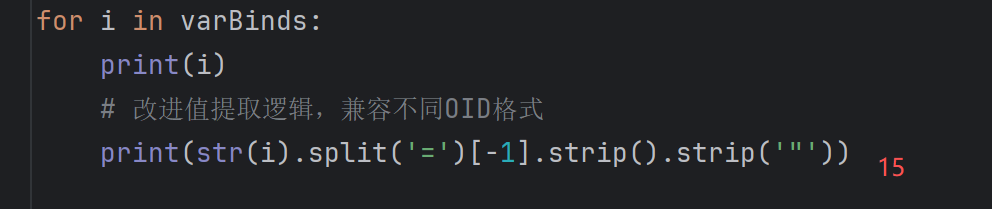 for i in varBinds:
    print(i)
    # 改进值提取逻辑，兼容不同OID格式
    print(str(i).split('=')[-1].strip().strip('"'))
15